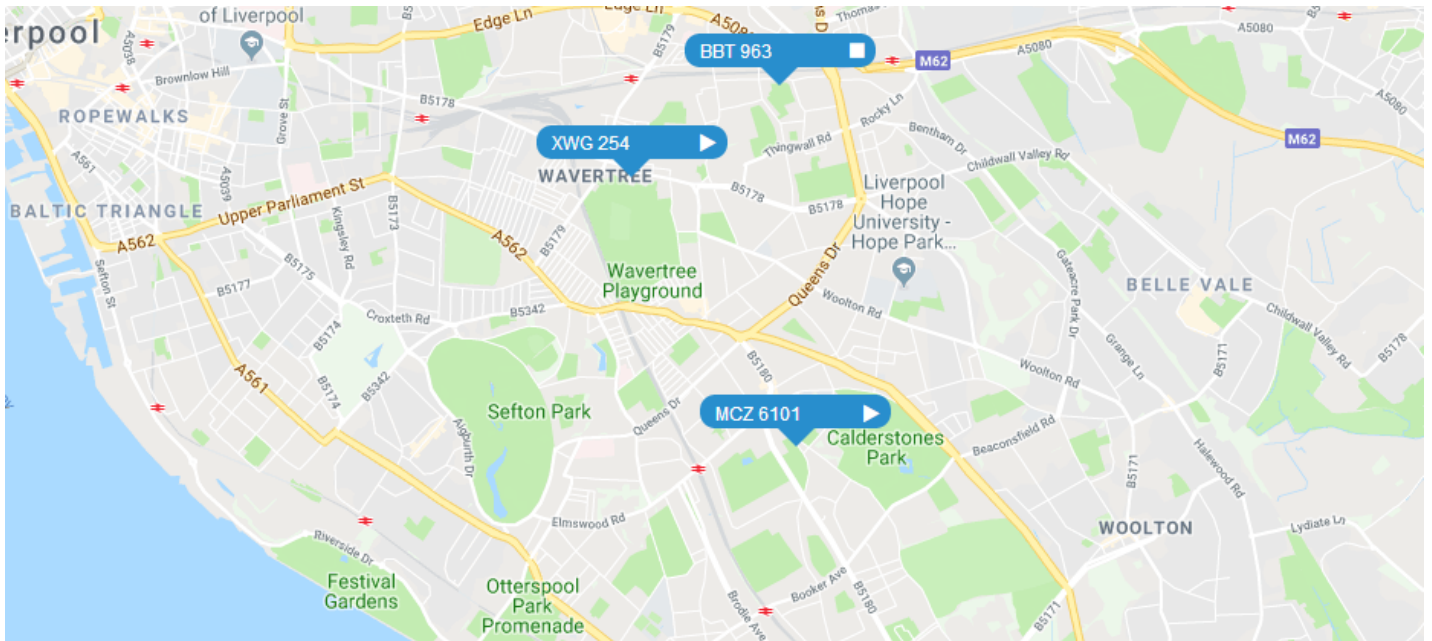 of Liverpool
rpool
Edge Ln
Edge Ln
A5080
Thomas
s D
A5038
B5179
BBT 963
M62
A5080
A5080
Brownlow Hill
ROPEWALKS
Grove St
B5178
Rocky Ln
A5080
M62
XWG 254
Thingwall Rd
Bentham Dr
Childwall Valley Rd
A561
A5039
WAVERTREE
B5178
B5178
Liverpool
Hope
University -
Hope Park...
BALTIC TRIANGLE
Upper Parliament St
Kingsley Rd
B5173
A562
A562
B5179
Sefton St
B5175
B5177
Wavertree
Playground
Queens Dr
Woolton Rd
Gateacre Park Dr
BELLE VALE
Childwall Valley Rd
B5178
Croxteth Rd
B5342
B5174
B5180
Grange Ln
B5171
Woolton Rd
A561
B5174
B5342
Sefton Park
Queens Dr
MCZ 6101
Calderstones
Park
Beaconsfield Rd
Aigburth Dr
B5171
Halewood Rd
Elmswood Rd
WOOLTON
Lydiate Ln
Riverside Dr
Festival
Gardens
Otterspool
Park
Promenade
Brodie Ave
Booker Ave
B5180
B5171